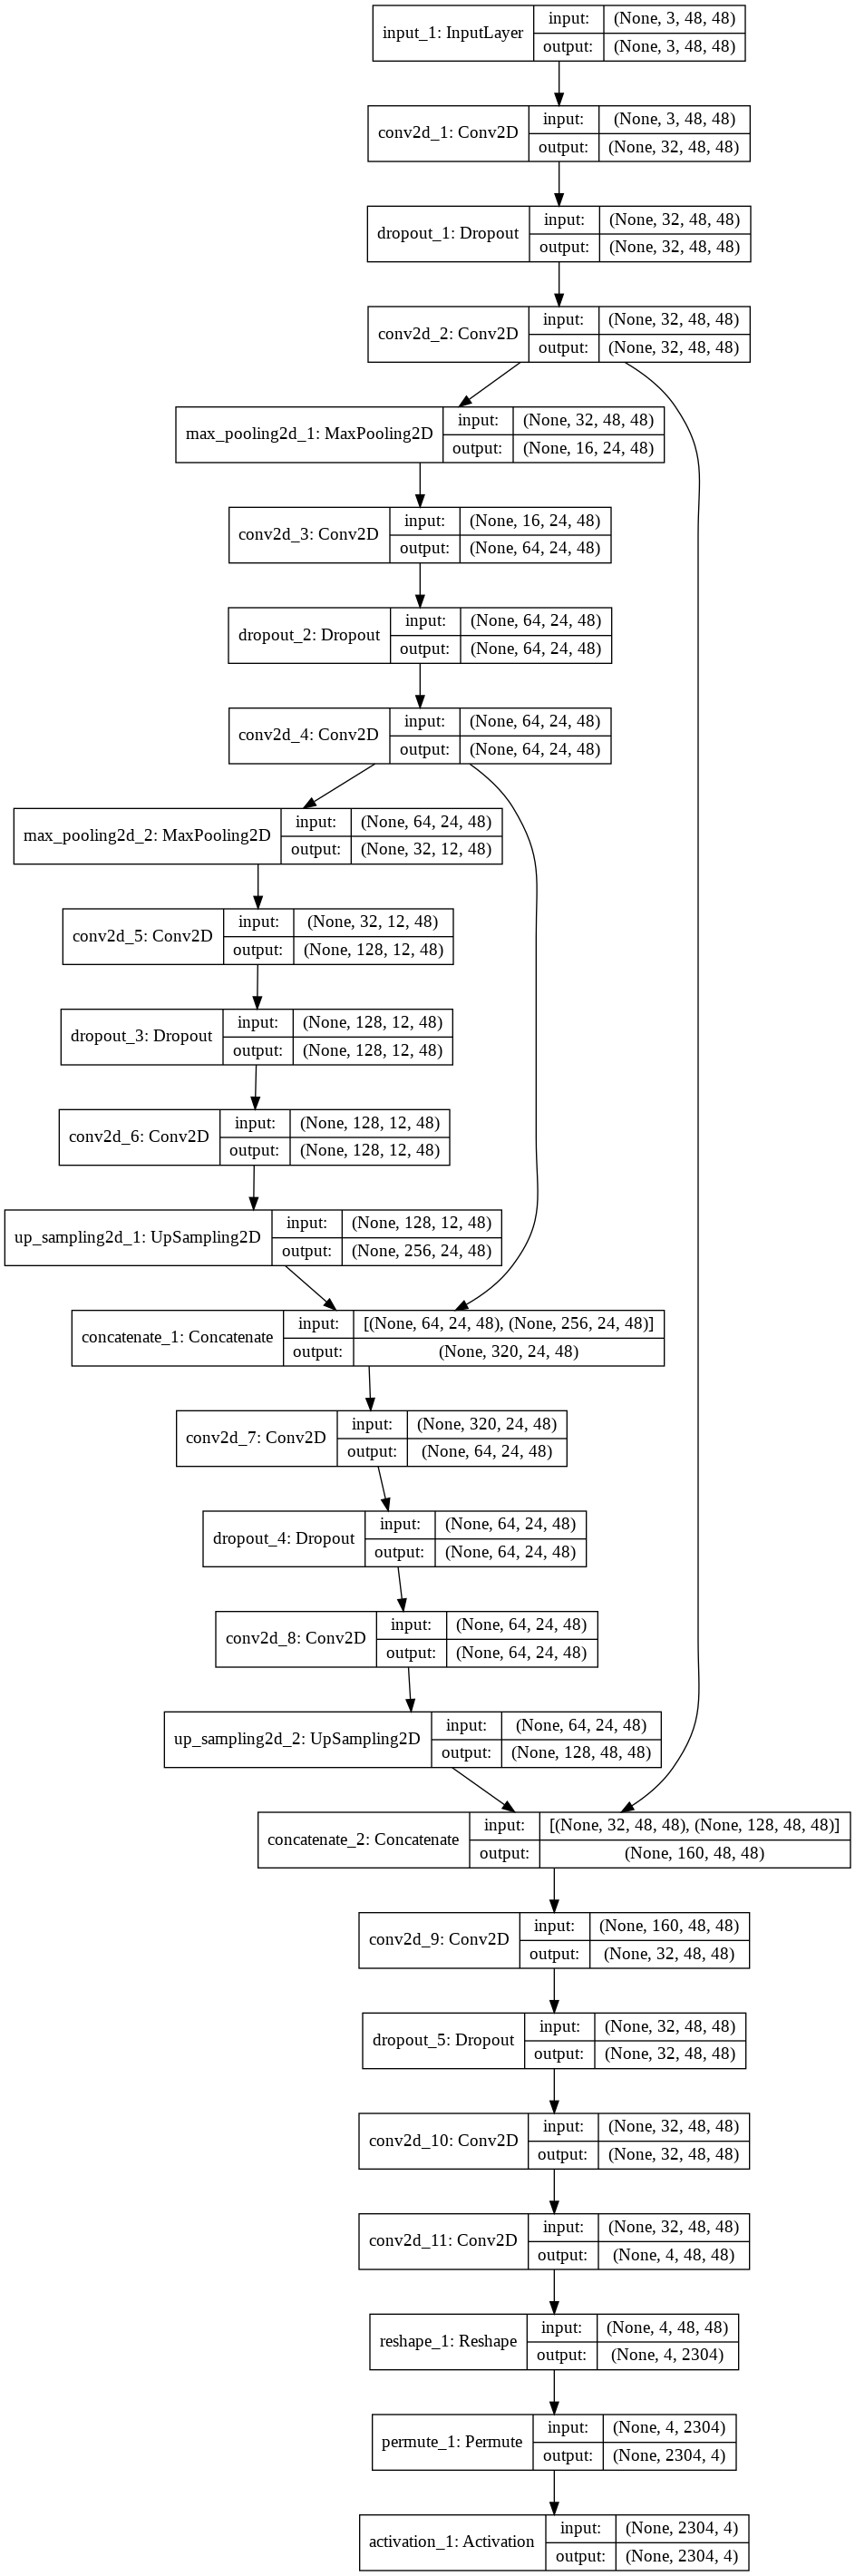 input_1: InputLayer
input: (None, 3, 48, 48)
output: (None, 3, 48, 48)
conv2d_1: Conv2D
input: (None, 3, 48, 48)
output: (None, 32, 48, 48)
dropout_1: Dropout
input: (None, 32, 48, 48)
output: (None, 32, 48, 48)
conv2d_2: Conv2D
input: (None, 32, 48, 48)
output: (None, 32, 48, 48)
max_pooling2d_1: MaxPooling2D
input: (None, 32, 48, 48)
output: (None, 16, 24, 48)
conv2d_3: Conv2D
input: (None, 16, 24, 48)
output: (None, 64, 24, 48)
dropout_2: Dropout
input: (None, 64, 24, 48)
output: (None, 64, 24, 48)
conv2d_4: Conv2D
input: (None, 64, 24, 48)
output: (None, 64, 24, 48)
max_pooling2d_2: MaxPooling2D
input: (None, 64, 24, 48)
output: (None, 32, 12, 48)
conv2d_5: Conv2D
input: (None, 32, 12, 48)
output: (None, 128, 12, 48)
dropout_3: Dropout
input: (None, 128, 12, 48)
output: (None, 128, 12, 48)
conv2d_6: Conv2D
input: (None, 128, 12, 48)
output: (None, 128, 12, 48)
up_sampling2d_1: UpSampling2D
input: (None, 128, 12, 48)
output: (None, 256, 24, 48)
concatenate_1: Concatenate
input: [(None, 64, 24, 48), (None, 256, 24, 48)]
output: (None, 320, 24, 48)
conv2d_7: Conv2D
input: (None, 320, 24, 48)
output: (None, 64, 24, 48)
dropout_4: Dropout
input: (None, 64, 24, 48)
output: (None, 64, 24, 48)
conv2d_8: Conv2D
input: (None, 64, 24, 48)
output: (None, 64, 24, 48)
up_sampling2d_2: UpSampling2D
input: (None, 64, 24, 48)
output: (None, 128, 48, 48)
concatenate_2: Concatenate
input: [(None, 32, 48, 48), (None, 128, 48, 48)]
output: (None, 160, 48, 48)
conv2d_9: Conv2D
input: (None, 160, 48, 48)
output: (None, 32, 48, 48)
dropout_5: Dropout
input: (None, 32, 48, 48)
output: (None, 32, 48, 48)
conv2d_10: Conv2D
input: (None, 32, 48, 48)
output: (None, 32, 48, 48)
conv2d_11: Conv2D
input: (None, 32, 48, 48)
output: (None, 4, 48, 48)
reshape_1: Reshape
input: (None, 4, 48, 48)
output: (None, 4, 2304)
permute_1: Permute
input: (None, 4, 2304)
output: (None, 2304, 4)
activation_1: Activation
input: (None, 2304, 4)
output: (None, 2304, 4)